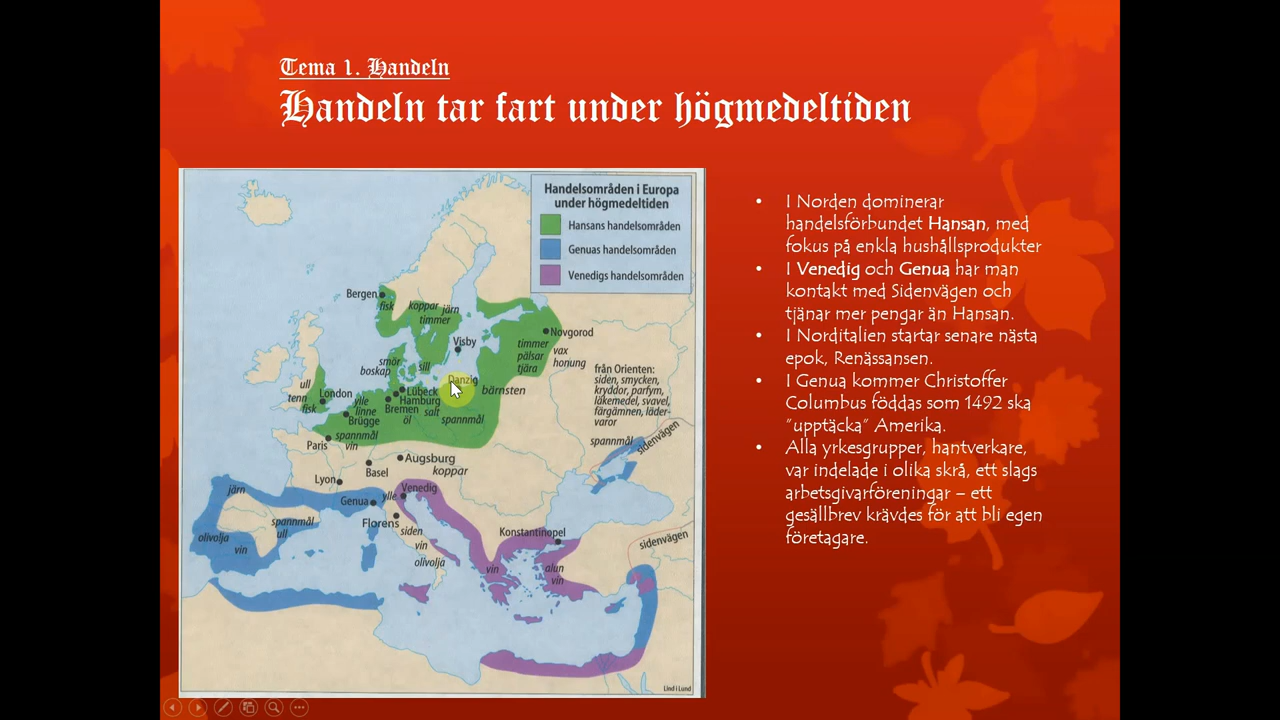 Tema 1. Handeln
Handeln tar fart under högmedeltiden
Handelsområden i Europa
under högmedeltiden
Hansans handelsområden
Genuas handelsområden
Venedigs handelsområden
Bergen
fisk
koppar
järn
timmer
Novgorod
Visby
timmer
pälsar
tjära
vax
honung
smör
boskap
sill
från Orienten:
siden, smycken,
kryddor, parfym,
läkemedel, svavel,
färgämnen, läder-
varor
ull
tenn
fisk
London
Danzig
bärnsten
Lübeck
Hamburg
Bremen
salt
öl
spannmål
ylle
linne
Brügge
spannmål
vin
Paris
spannmål
sidenvägen
Augsburg
koppar
Basel
Lyon
järn
Genua
ylle
Venedig
Florens
siden
vin
olivolja
spannmål
ull
olivolja
vin
Konstantinopel
sidenvägen
vin
alun
vin
Lind i Lund
• I Norden dominerar
handelsförbundet Hansan, med
fokus på enkla hushållsprodukter
• I Venedig och Genua har man
kontakt med Sidenvägen och
tjänar mer pengar än Hansan.
• I Norditalien startar senare nästa
epok, Renässansen.
• I Genua kommer Christoffer
Columbus föddas som 1492 ska
”upptäcka” Amerika.
• Alla yrkesgrupper, hantverkare,
var indelade i olika skrå, ett slags
arbetsgivarföreningar – ett
gesällbrev krävdes för att bli egen
företagare.